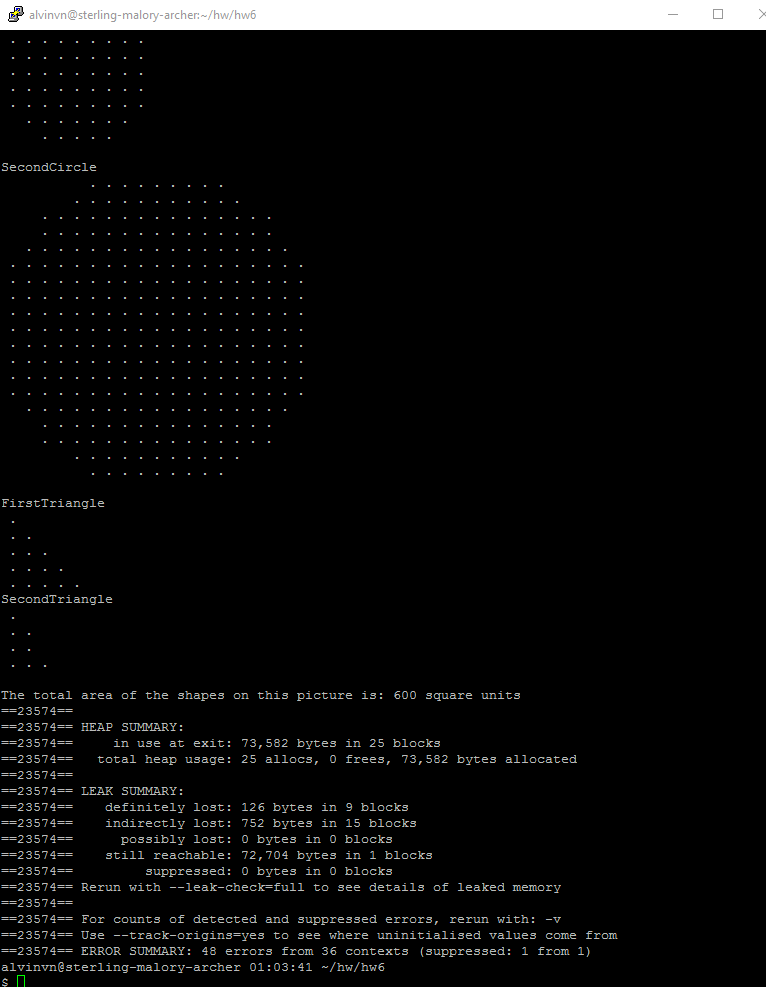 . . . . . . . . .
 . . . . . . . . .
 . . . . . . . . .
 . . . . . . . . .
 . . . . . . . . .
   . . . . . . .
     . . . . .
SecondCircle
           . . . . . . . . .
         . . . . . . . . . . .
     . . . . . . . . . . . . . . .
     . . . . . . . . . . . . . . .
   . . . . . . . . . . . . . . . . .
 . . . . . . . . . . . . . . . . . . .
 . . . . . . . . . . . . . . . . . . .
 . . . . . . . . . . . . . . . . . . .
 . . . . . . . . . . . . . . . . . . .
 . . . . . . . . . . . . . . . . . . .
 . . . . . . . . . . . . . . . . . . .
 . . . . . . . . . . . . . . . . . . .
 . . . . . . . . . . . . . . . . . . .
 . . . . . . . . . . . . . . . . . . .
   . . . . . . . . . . . . . . . . .
     . . . . . . . . . . . . . . .
     . . . . . . . . . . . . . . .
         . . . . . . . . . . .
           . . . . . . . . .
FirstTriangle
 .
 . .
 . . .
 . . . .
 . . . . .
SecondTriangle
 .
 . .
 . .
 . . .
The total area of the shapes on this picture is: 600 square units
==23574==
==23574== HEAP SUMMARY:
==23574==     in use at exit: 73,582 bytes in 25 blocks
==23574==   total heap usage: 25 allocs, 0 frees, 73,582 bytes allocated
==23574==
==23574== LEAK SUMMARY:
==23574==    definitely lost: 126 bytes in 9 blocks
==23574==    indirectly lost: 752 bytes in 15 blocks
==23574==      possibly lost: 0 bytes in 0 blocks
==23574==    still reachable: 72,704 bytes in 1 blocks
==23574==         suppressed: 0 bytes in 0 blocks
==23574== Rerun with --leak-check=full to see details of leaked memory
==23574==
==23574== For counts of detected and suppressed errors, rerun with: -v
==23574== Use --track-origins=yes to see where uninitialised values come from
==23574== ERROR SUMMARY: 48 errors from 36 contexts (suppressed: 1 from 1)
alvinvn@sterling-malory-archer 01:03:41 ~/hw/hw6
$
alvinvn@sterling-malory-archer:~/hw/hw6